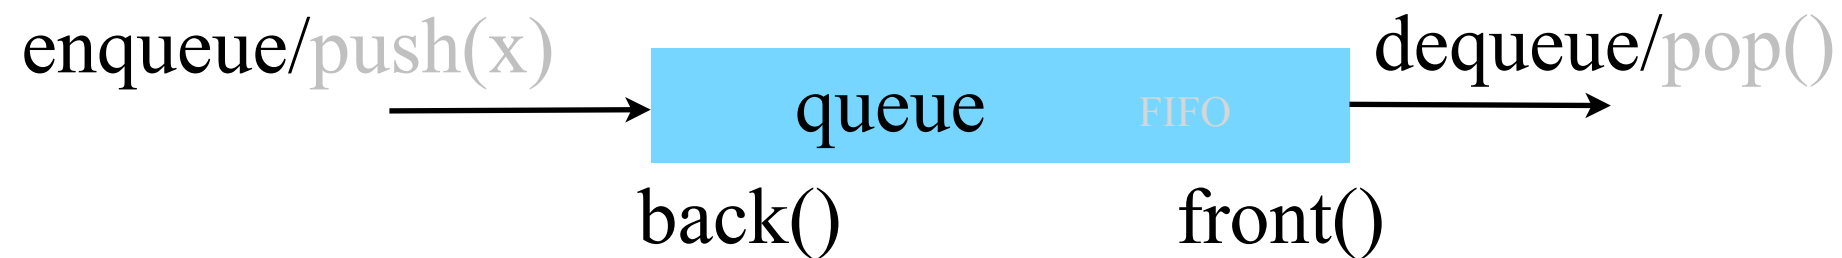 enqueue/push(x)
dequeue/pop()
queue
FIFO
back()
front()